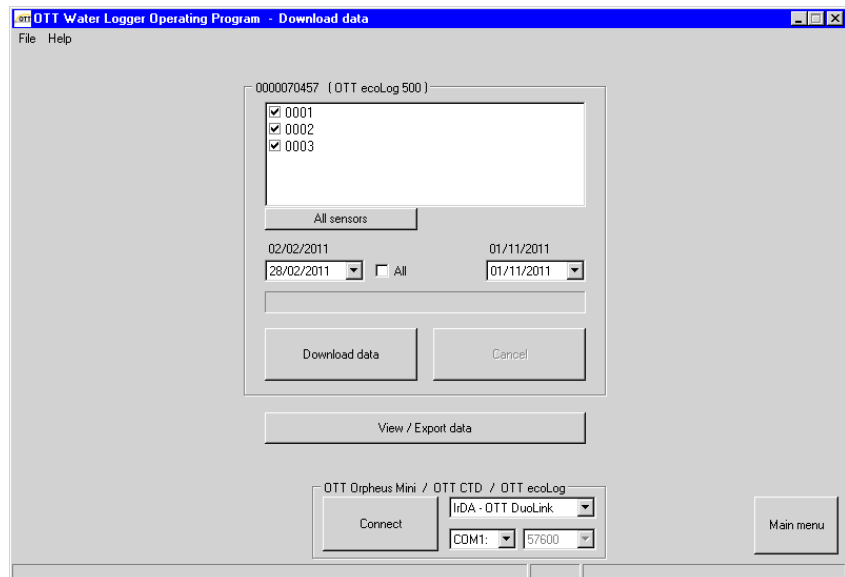 OTT OTT Water Logger Operating Program - Download data
File Help
0000070457 ( OTT ecoLog 500 )
0001
0002
0003
All sensors
02/02/2011 01/11/2011
28/02/2011 All 01/11/2011
Download data Cancel
View / Export data
OTT Orpheus Mini / OTT CTD / OTT ecoLog
Connect IrDA - OTT DuoLink
COM1: 57600
Main menu